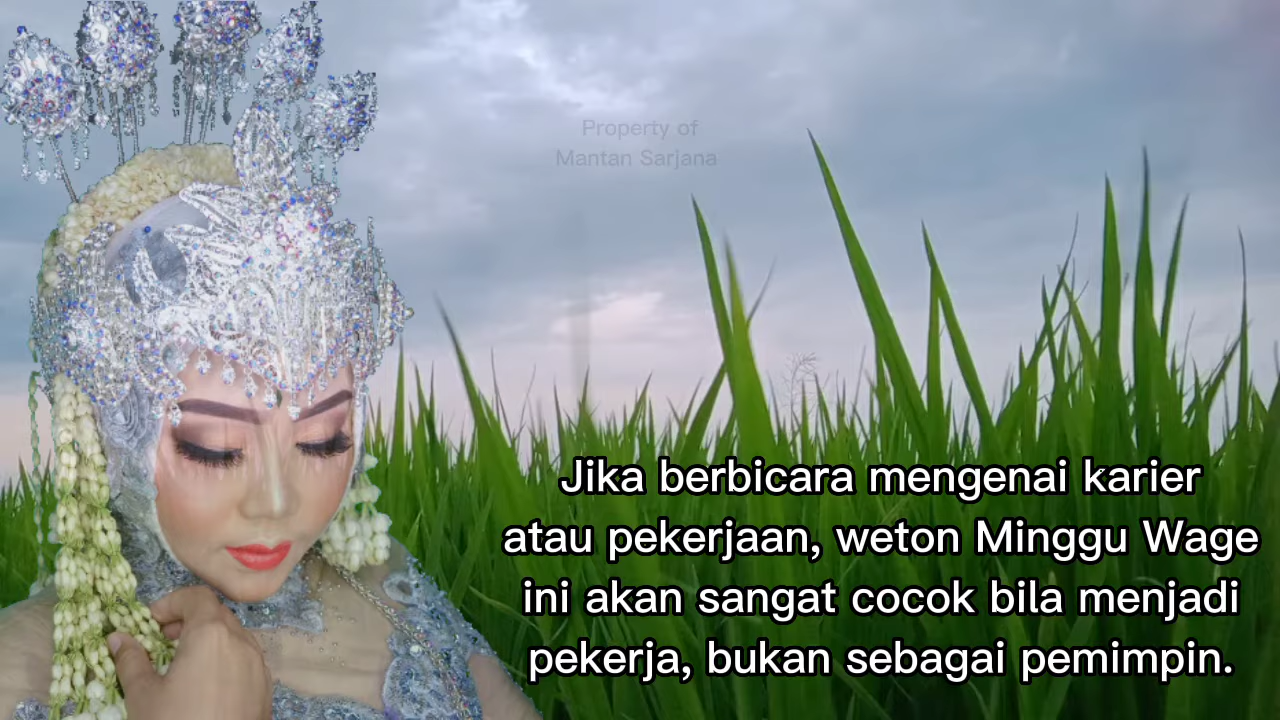 Property of
Mantan Sarjana
Jika berbicara mengenai karier
atau pekerjaan, weton Minggu Wage
ini akan sangat cocok bila menjadi
pekerja, bukan sebagai pemimpin.